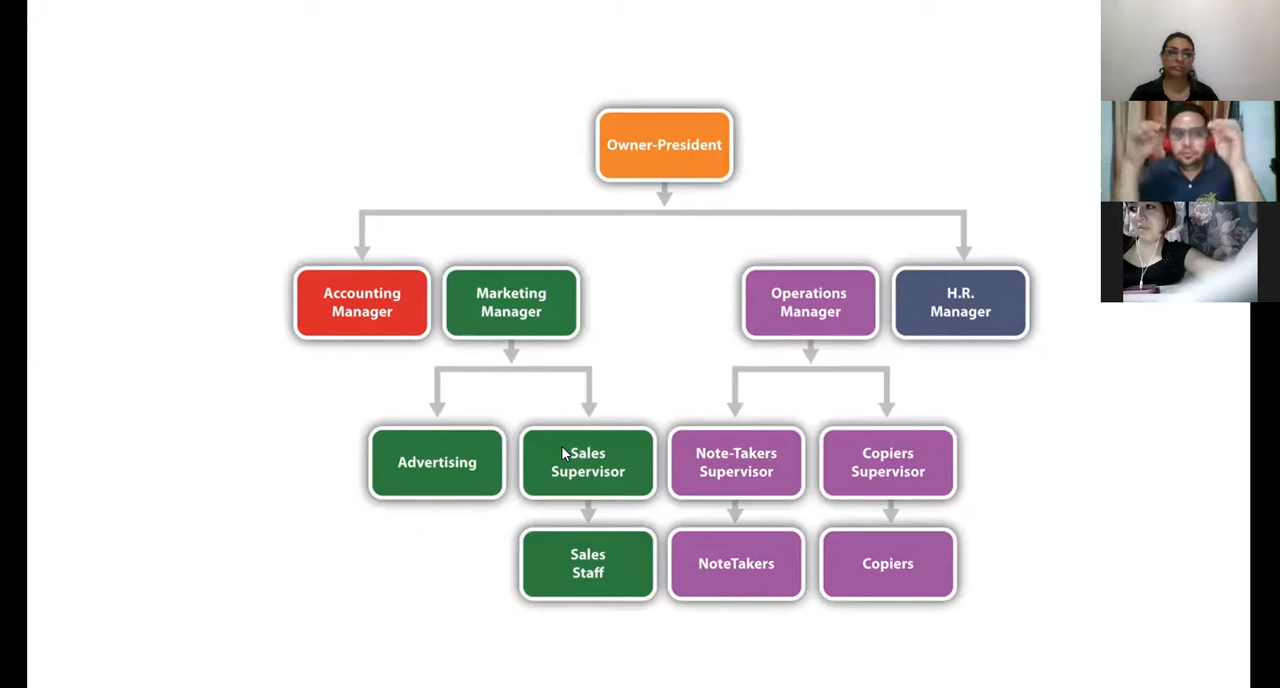 Owner-President
Accounting
Manager
Marketing
Manager
Operations
Manager
H.R.
Manager
Advertising
Sales
Supervisor
Note-Takers
Supervisor
Copiers
Supervisor
Sales
Staff
NoteTakers
Copiers